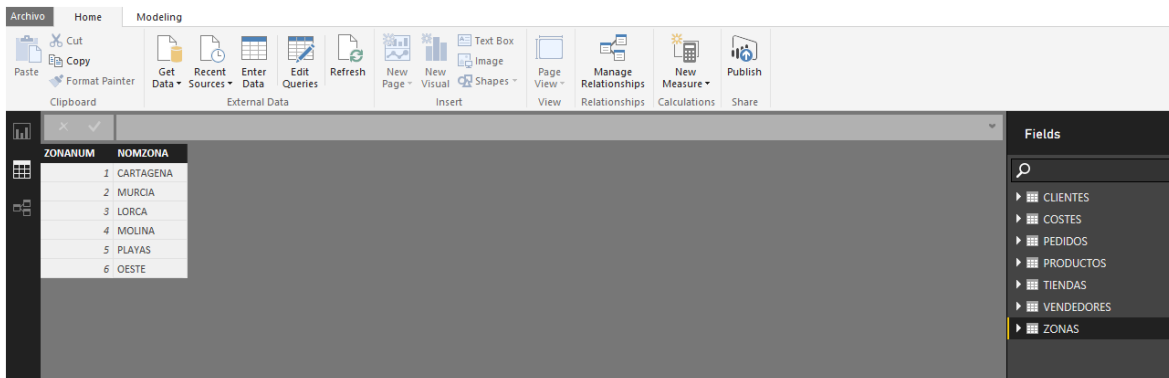 Archivo Home Modeling
Cut
Copy
Format Painter
Paste
Clipboard
Get Data
Recent Sources
Enter Data
Edit Queries
Refresh
External Data
New Page
New Visual
Text Box
Image
Shapes
Insert
Page View
View
Manage Relationships
Relationships
New Measure
Calculations
Publish
Share
ZONANUM NOMZONA
1 CARTAGENA
2 MURCIA
3 LORCA
4 MOLINA
5 PLAYAS
6 OESTE
Fields
CLIENTES
COSTES
PEDIDOS
PRODUCTOS
TIENDAS
VENDEDORES
ZONAS